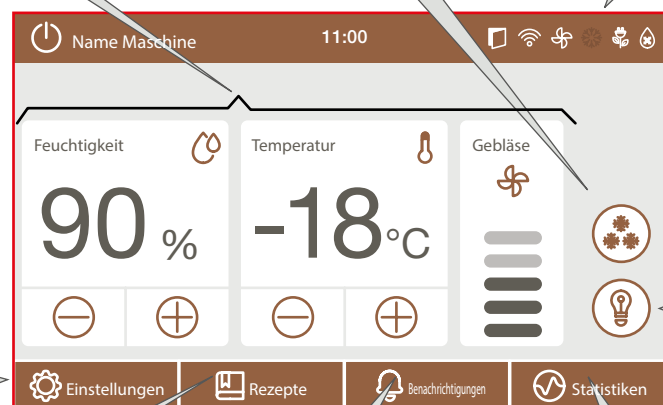 Name Maschine
11:00
Feuchtigkeit
Temperatur
Gebläse
90 %
-18°C
Einstellungen
Rezepte
Benachrichtigungen
Statistiken